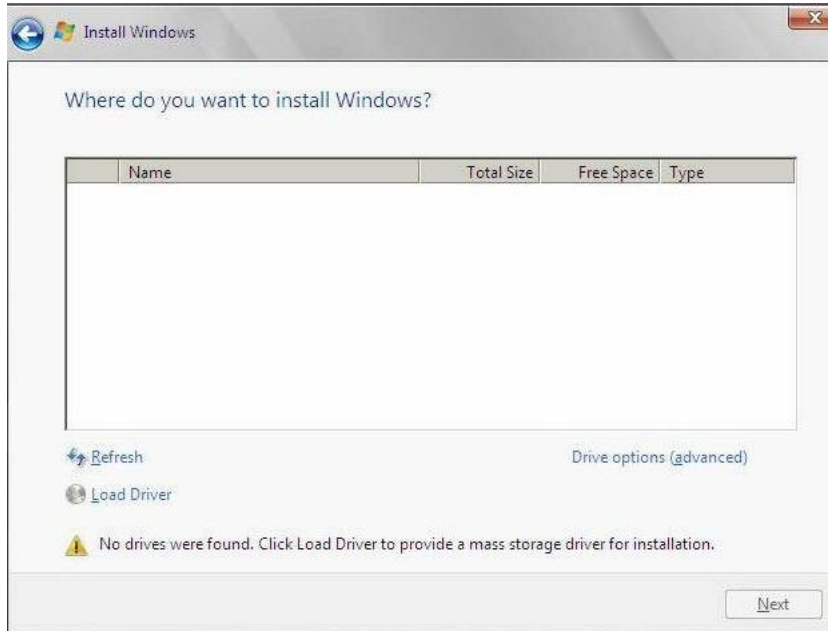 Install Windows
Where do you want to install Windows?
Name Total Size Free Space Type
Refresh Drive options (advanced)
Load Driver
No drives were found. Click Load Driver to provide a mass storage driver for installation.
Next